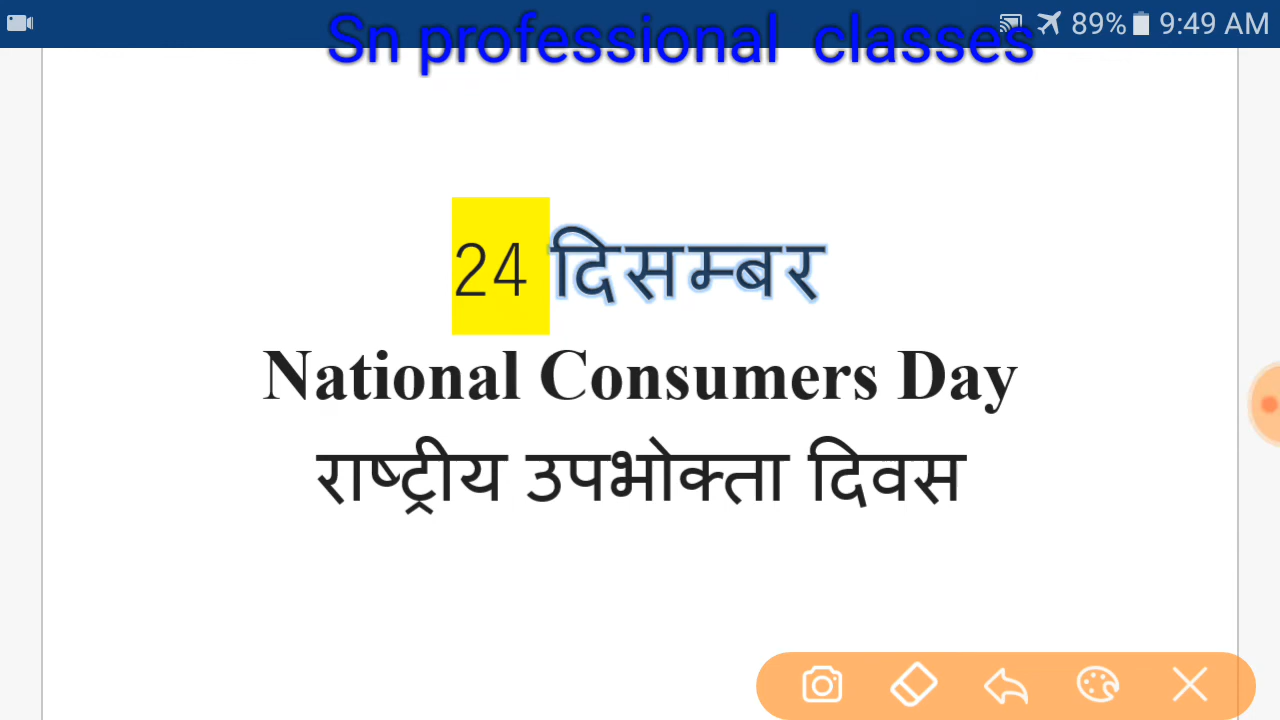 Sn professional classes
89% 9:49 AM
24 दिसम्बर
National Consumers Day
राष्ट्रीय उपभोक्ता दिवस